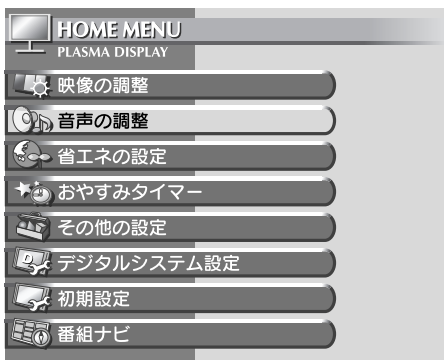 HOME MENU
PLASMA DISPLAY
映像の調整
音声の調整
省エネの設定
おやすみタイマー
その他の設定
デジタルシステム設定
初期設定
番組ナビ